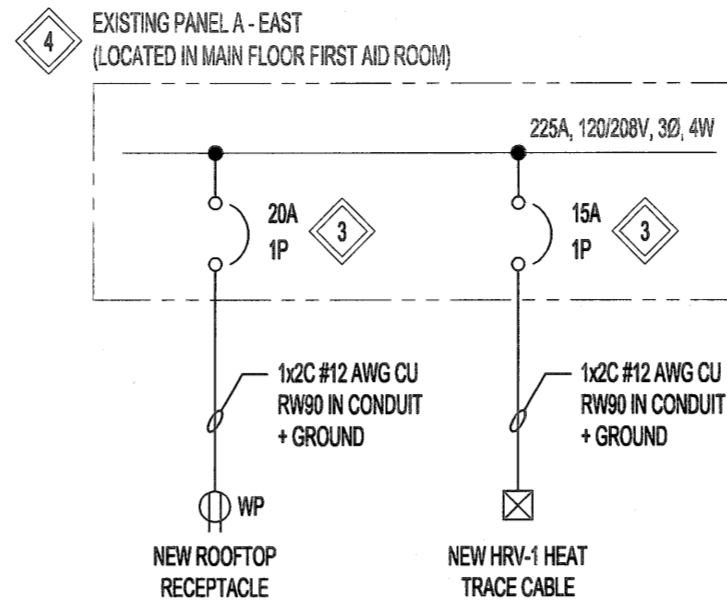 4
EXISTING PANEL A - EAST
(LOCATED IN MAIN FLOOR FIRST AID ROOM)
225A, 120/208V, 3Ø, 4W
20A
1P
3
15A
1P
3
1x2C #12 AWG CU
RW90 IN CONDUIT
+ GROUND
1x2C #12 AWG CU
RW90 IN CONDUIT
+ GROUND
WP
NEW ROOFTOP
RECEPTACLE
NEW HRV-1 HEAT
TRACE CABLE